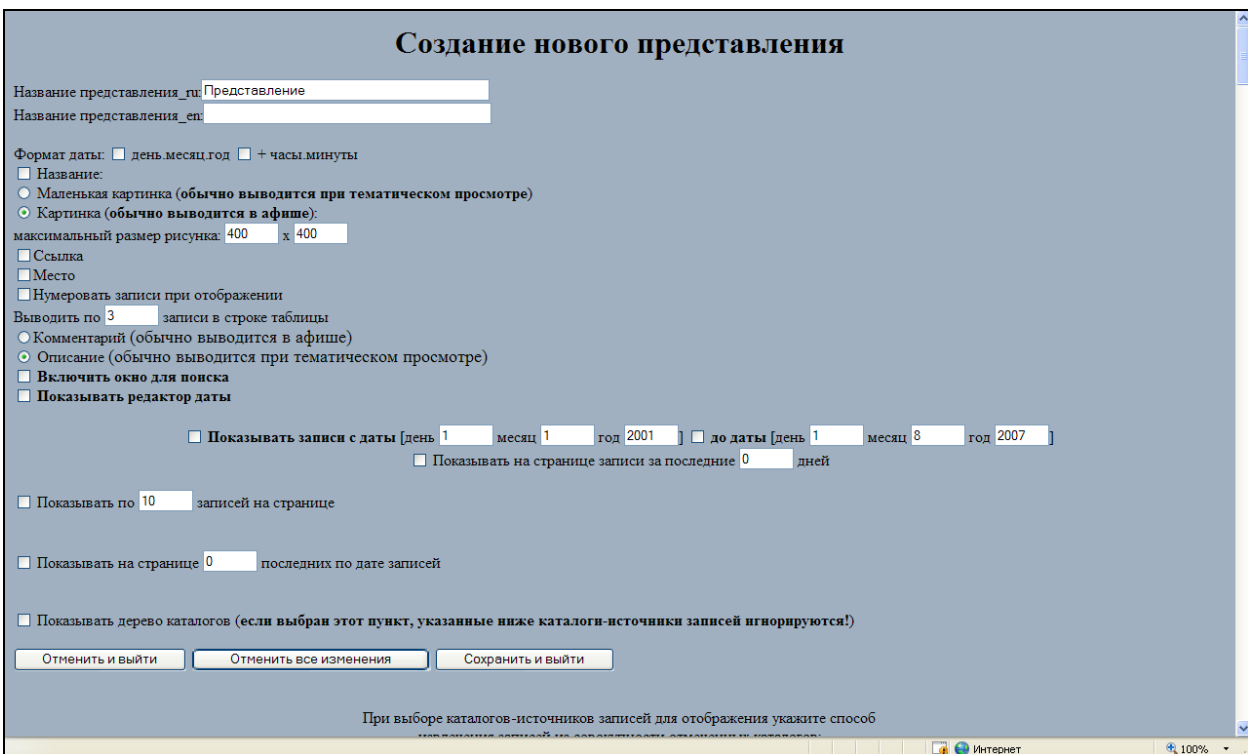 Создание нового представления
Название представления_ru: Представление
Название представления_en:
Формат даты: день.месяц.год + часы.минуты
Название:
Маленькая картинка (обычно выводится при тематическом просмотре)
Картинка (обычно выводится в афише):
максимальный размер рисунка: 400 x 400
Ссылка
Место
Нумеровать записи при отображении
Выводить по 3 записи в строке таблицы
Комментарий (обычно выводится в афише)
Описание (обычно выводится при тематическом просмотре)
Включить окно для поиска
Показывать редактор даты
Показывать записи с даты [день 1 месяц 1 год 2001 ] до даты [день 1 месяц 8 год 2007 ]
Показывать на странице записи за последние 0 дней
Показывать по 10 записей на странице
Показывать на странице 0 последних по дате записей
Показывать дерево каталогов (если выбран этот пункт, указанные ниже каталоги-источники записей игнорируются!)
Отменить и выйти Отменить все изменения Сохранить и выйти
При выборе каталогов-источников записей для отображения укажите способ
извлечения записей из совокупности отмеченных каталогов:
Интернет 100%